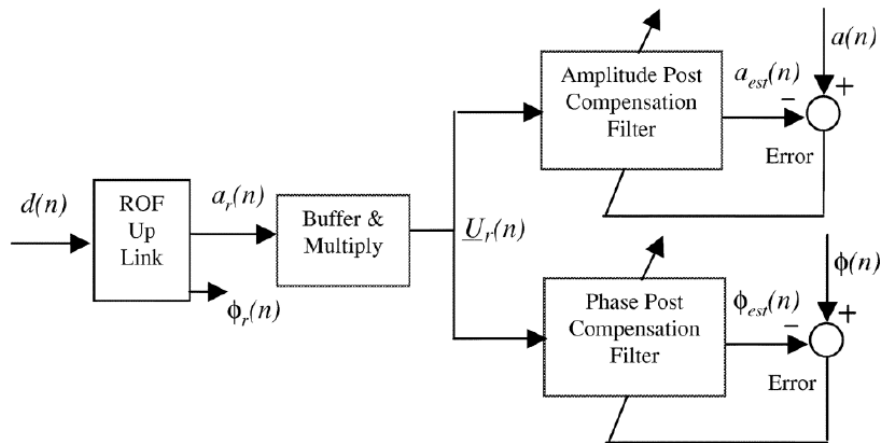 a(n)
Amplitude Post
Compensation
Filter
a_est(n)
+
−
Error
d(n)
ROF
Up
Link
a_r(n)
ϕ_r(n)
Buffer &
Multiply
U_r(n)
ϕ(n)
Phase Post
Compensation
Filter
ϕ_est(n)
+
−
Error